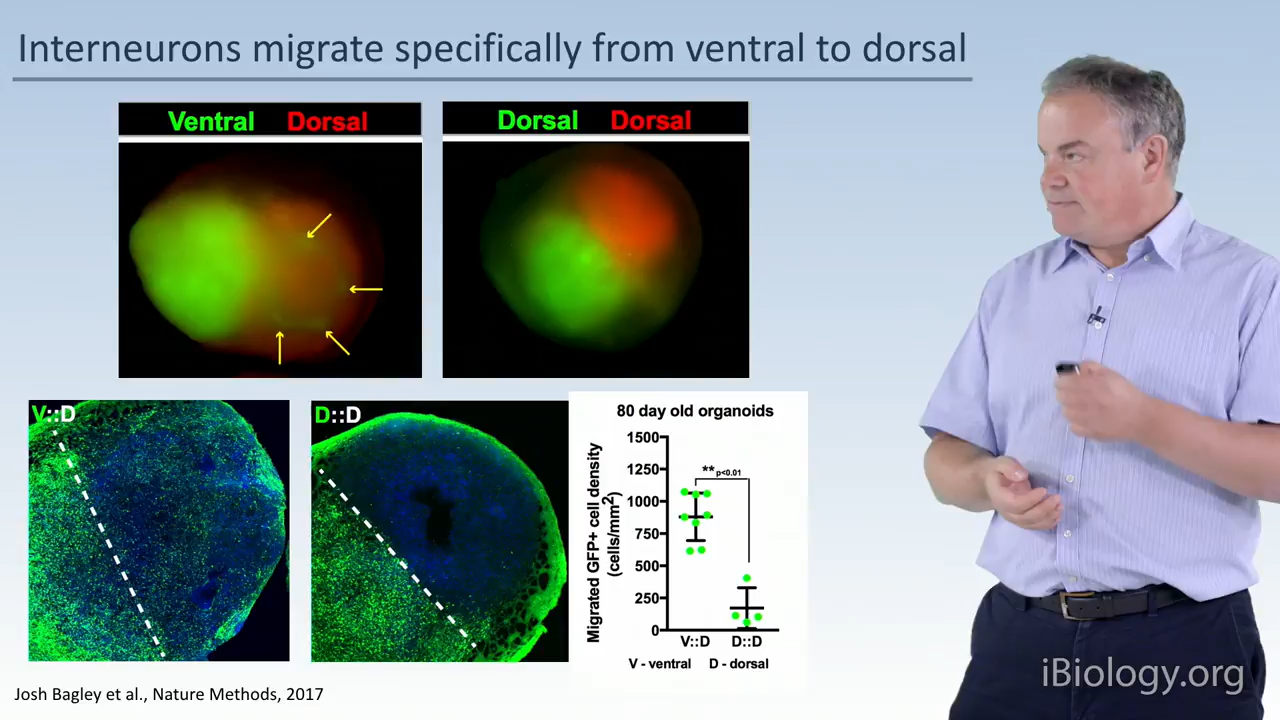 Interneurons migrate specifically from ventral to dorsal
Ventral Dorsal
Dorsal Dorsal
V::D
D::D
80 day old organoids
Migrated GFP+ cell density
(cells/mm2)
1500
1250
1000
750
500
250
0
** p<0.01
V::D D::D
V - ventral D - dorsal
Josh Bagley et al., Nature Methods, 2017
iBiology.org